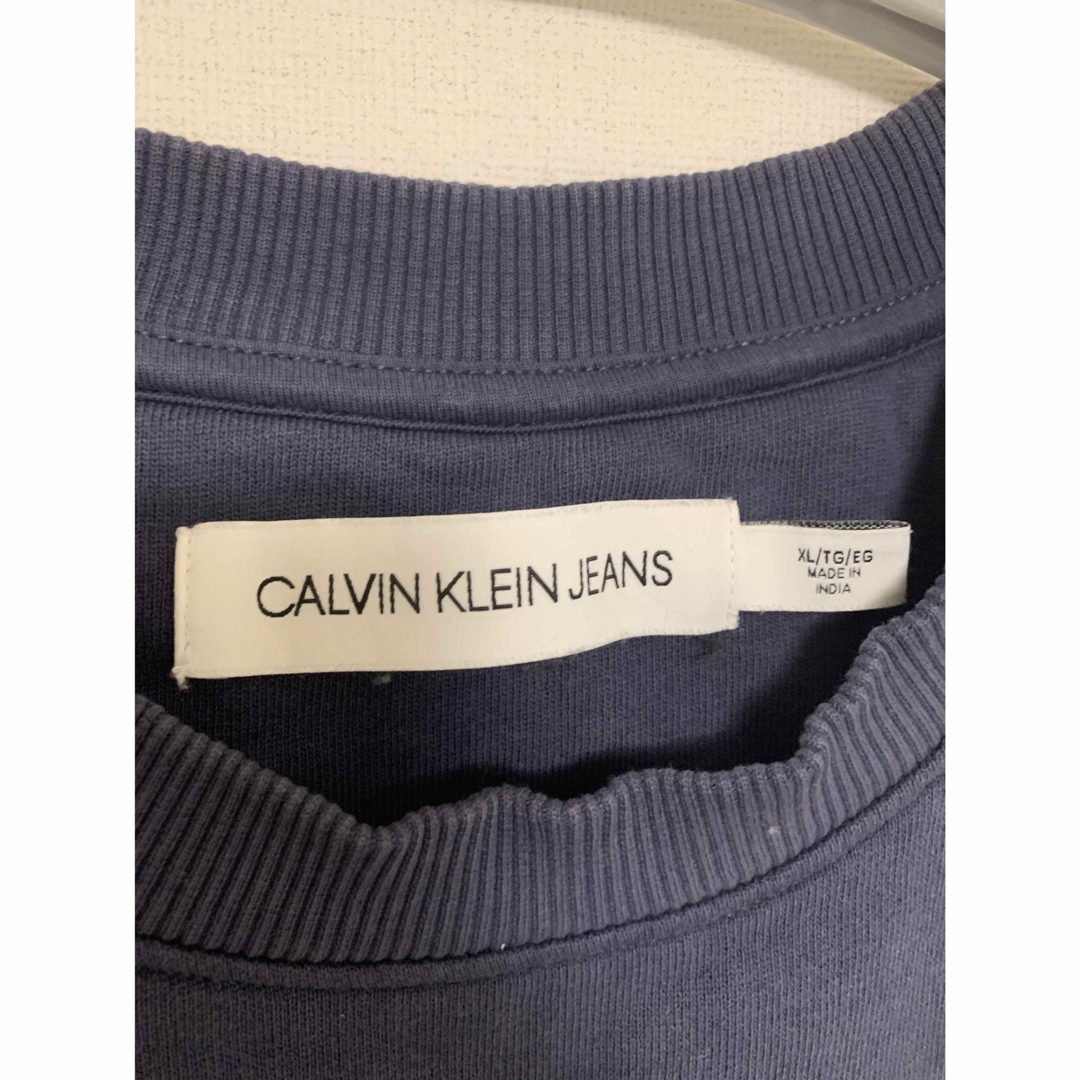 CALVIN KLEIN JEANS
XL/TG/EG
MADE IN
INDIA